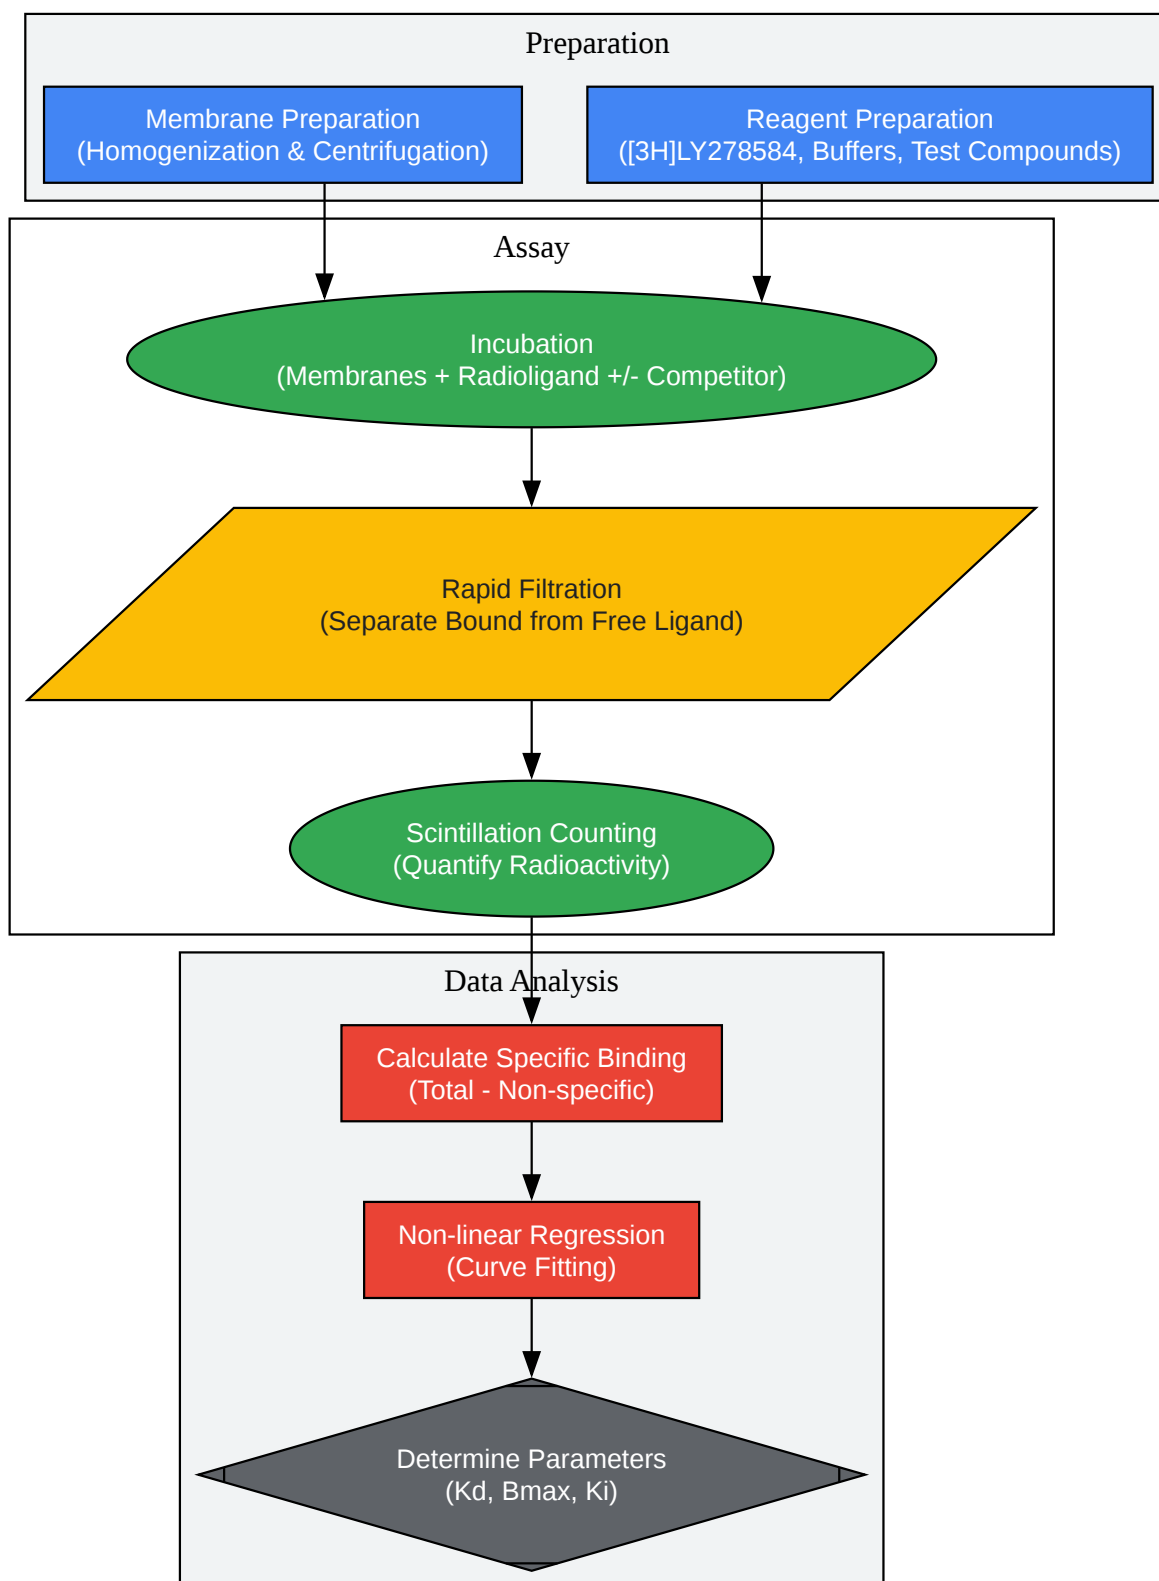 Preparation
Membrane Preparation
(Homogenization & Centrifugation)
Reagent Preparation
([3H]LY278584, Buffers, Test Compounds)
Assay
Incubation
(Membranes + Radioligand +/- Competitor)
Rapid Filtration
(Separate Bound from Free Ligand)
Scintillation Counting
(Quantify Radioactivity)
Data Analysis
Calculate Specific Binding
(Total - Non-specific)
Non-linear Regression
(Curve Fitting)
Determine Parameters
(Kd, Bmax, Ki)